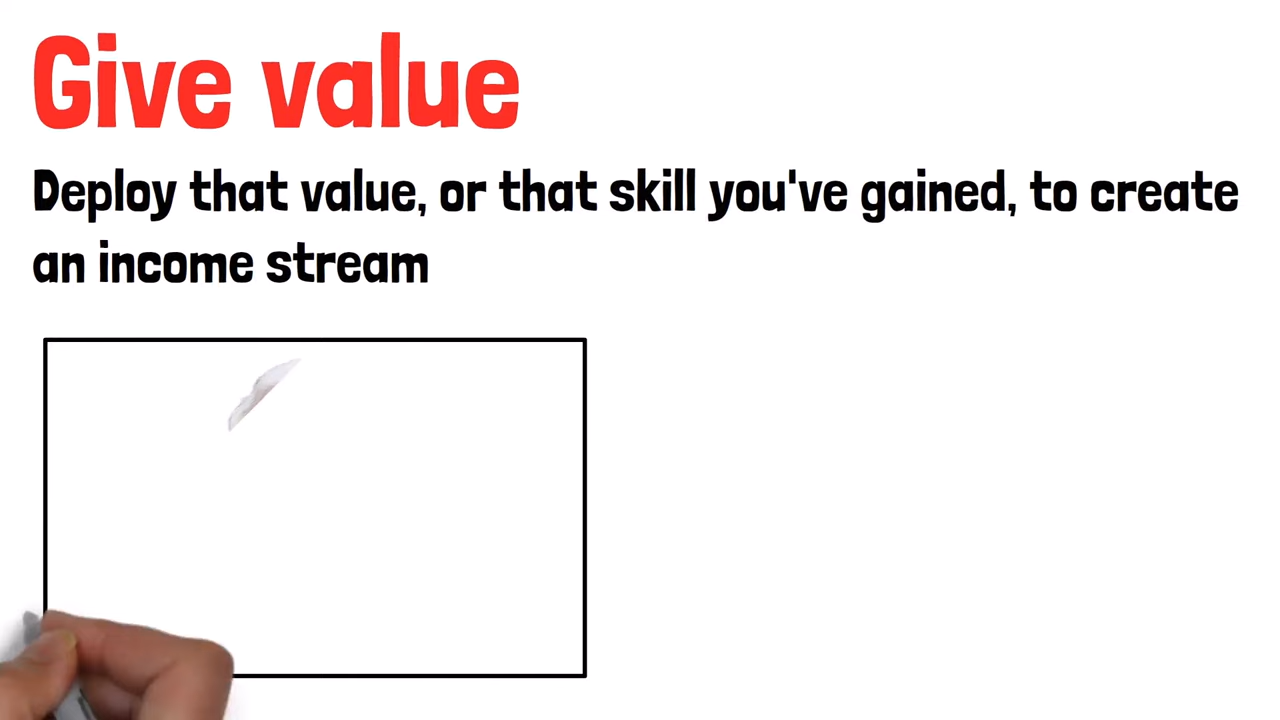 Give value
Deploy that value, or that skill you've gained, to create
an income stream